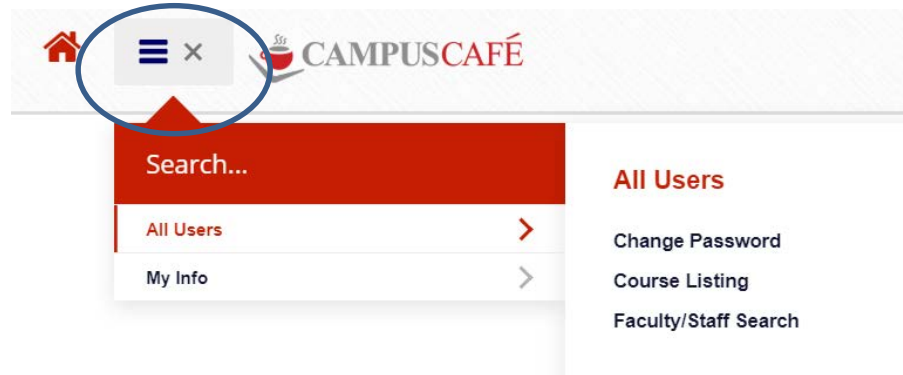 CAMPUSCAFÉ
Search...
All Users
My Info
All Users
Change Password
Course Listing
Faculty/Staff Search